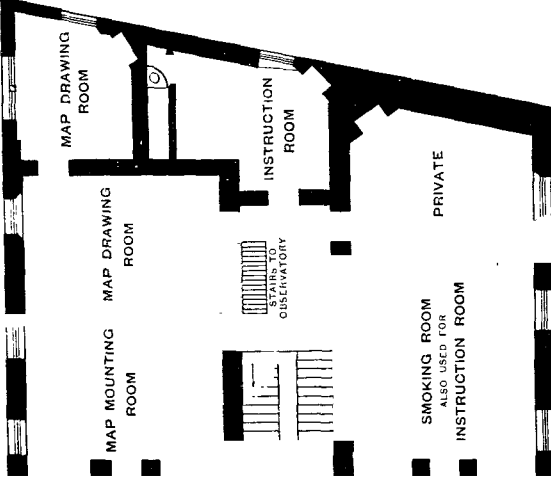 MAP DRAWING
ROOM
INSTRUCTION
ROOM
PRIVATE
MAP DRAWING
ROOM
STAIRS TO
OBSERVATORY
MAP MOUNTING
ROOM
SMOKING ROOM
ALSO USED FOR
INSTRUCTION ROOM